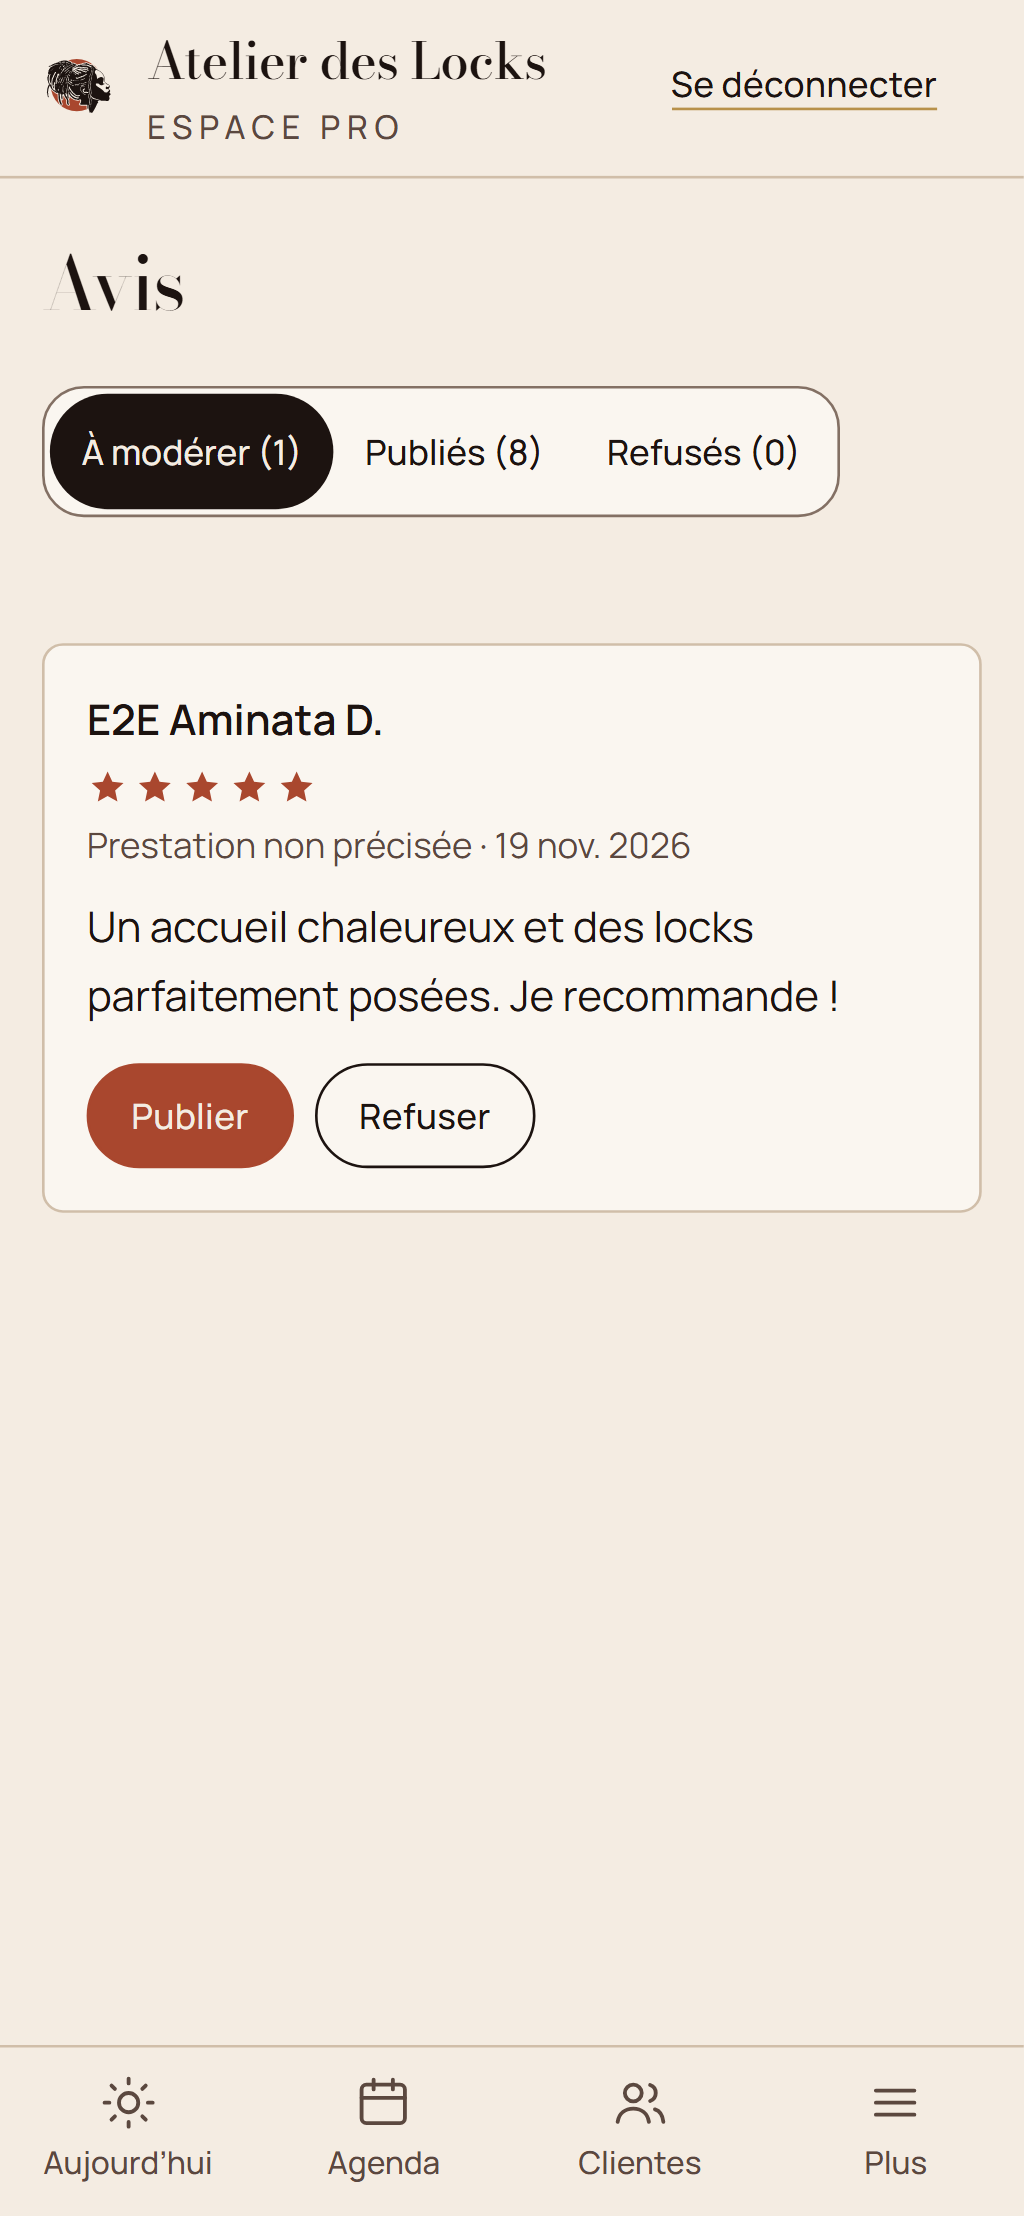 Atelier des Locks
ESPACE PRO
Se déconnecter
Avis
À modérer (1)
Publiés (8)
Refusés (0)
E2E Aminata D.
Prestation non précisée · 19 nov. 2026
Un accueil chaleureux et des locks
parfaitement posées. Je recommande !
Publier
Refuser
Aujourd’hui
Agenda
Clientes
Plus